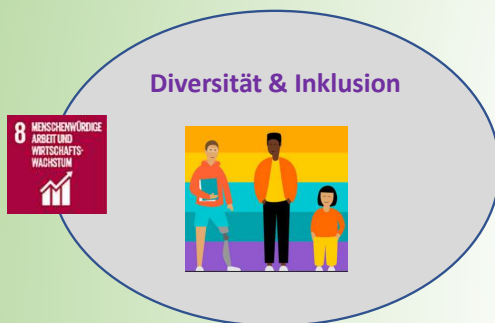 Diversität & Inklusion
8 MENSCHENWÜRDIGE
ARBEIT UND
WIRTSCHAFTS-
WACHSTUM